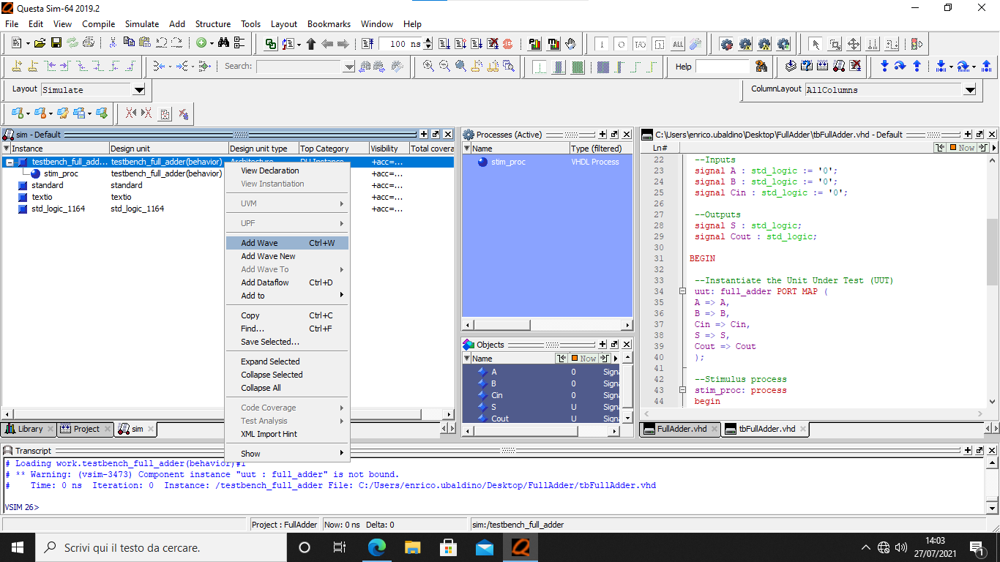 Questa Sim-64 2019.2
File Edit View Compile Simulate Add Structure Tools Layout Bookmarks Window Help
100 ns
Search:
Help
Layout Simulate
ColumnLayout AllColumns
sim - Default
Instance Design unit Design unit type Top Category Visibility Total covera
testbench_full_add... testbench_full_adder(behavior) Architecture DU Instance +acc=...
stim_proc testbench_full_adder(behavior) +acc=...
standard standard +acc=...
textio textio +acc=...
std_logic_1164 std_logic_1164 +acc=...
View Declaration
View Instantiation
UVM
UPF
Add Wave Ctrl+W
Add Wave New
Add Wave To
Add Dataflow Ctrl+D
Add to
Copy Ctrl+C
Find... Ctrl+F
Save Selected...
Expand Selected
Collapse Selected
Collapse All
Code Coverage
Test Analysis
XML Import Hint
Show
Library Project sim
Processes (Active)
Name Type (filtered)
stim_proc VHDL Process
Objects
Name Now
A 0 Signa
B 0 Signa
Cin 0 Signa
S U Signa
Cout U Signa
C:\Users\enrico.ubaldino\Desktop\FullAdder\tbFullAdder.vhd - Default
Ln# Now
22 --Inputs
23 signal A : std_logic := '0';
24 signal B : std_logic := '0';
25 signal Cin : std_logic := '0';
26
27 --Outputs
28 signal S : std_logic;
29 signal Cout : std_logic;
30
31 BEGIN
32
33 --Instantiate the Unit Under Test (UUT)
34 uut: full_adder PORT MAP (
35 A => A,
36 B => B,
37 Cin => Cin,
38 S => S,
39 Cout => Cout
40 );
41
42 --Stimulus process
43 stim_proc: process
44 begin
FullAdder.vhd tbFullAdder.vhd
Transcript
# Loading work.testbench_full_adder(behavior)#1
# ** Warning: (vsim-3473) Component instance "uut : full_adder" is not bound.
# Time: 0 ns Iteration: 0 Instance: /testbench_full_adder File: C:/Users/enrico.ubaldino/Desktop/FullAdder/tbFullAdder.vhd
VSIM 26>
Project : FullAdder Now: 0 ns Delta: 0 sim:/testbench_full_adder
Scrivi qui il testo da cercare.
14:03
27/07/2021
1